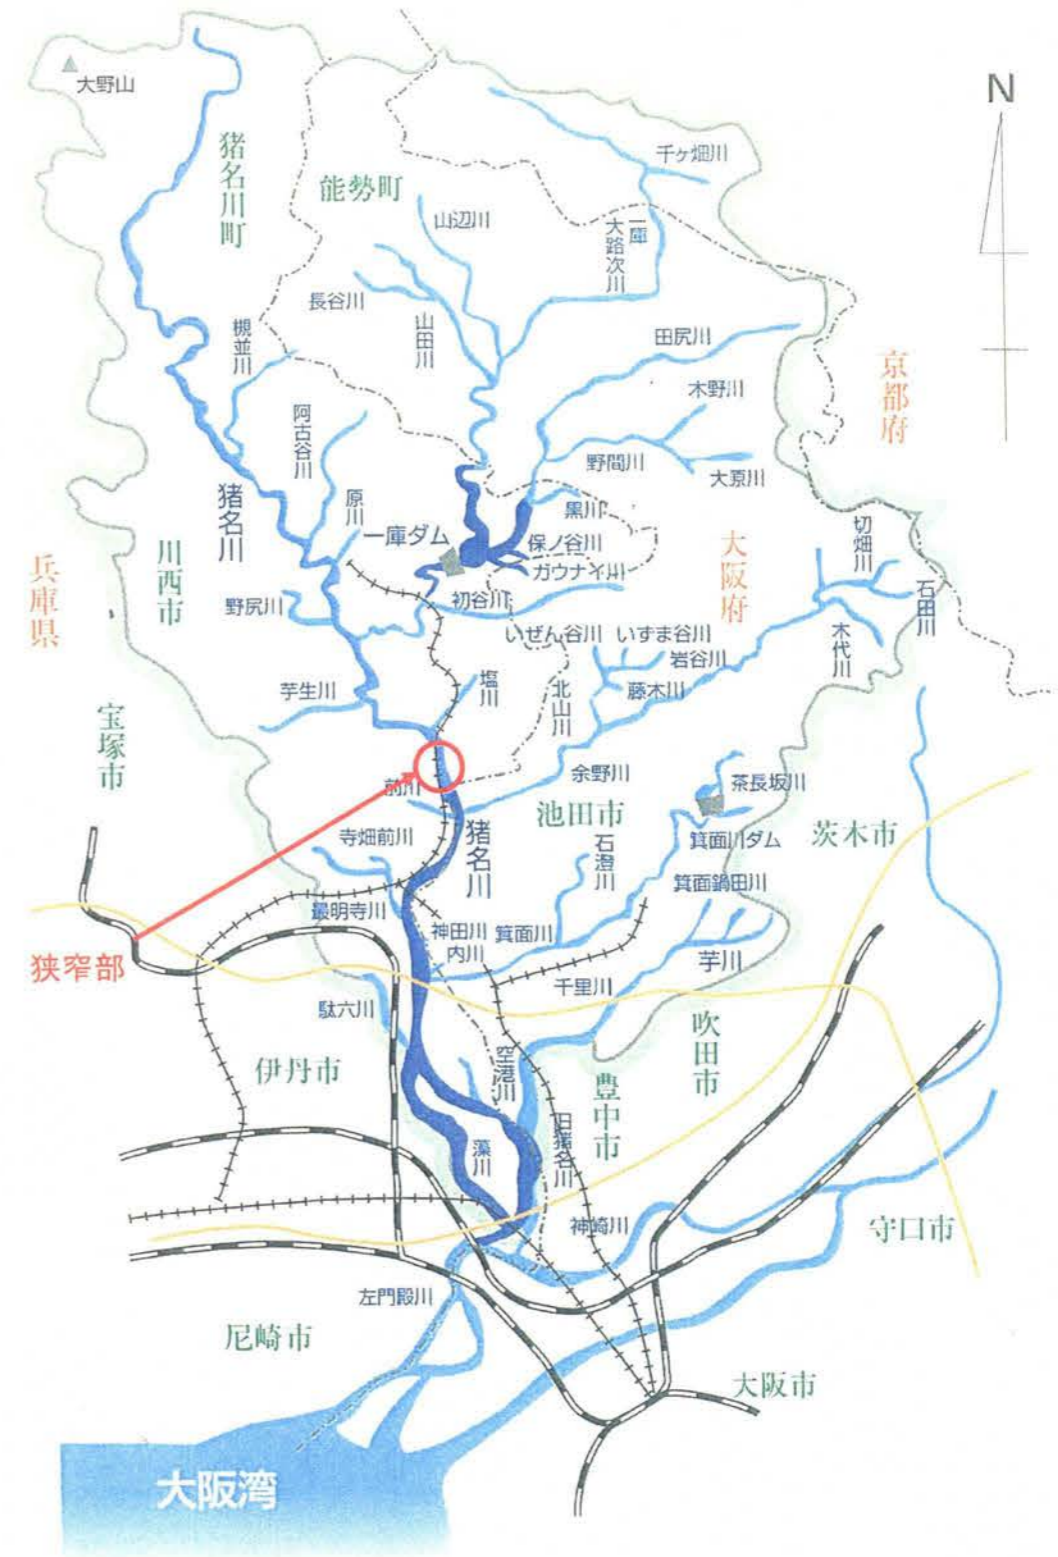 大野山
N
猪名川町
能勢町
千ヶ畑川
山辺川
一庫
大路次川
長谷川
山田川
槻並川
田尻川
京都府
木野川
阿古谷川
野間川
大原川
猪名川
原川
黒川
一庫ダム
保ノ谷川
ガウナイ川
大阪府
切畑川
石田川
兵庫県
川西市
野尻川
初谷川
いぜん谷川
いずま谷川
岩谷川
木代川
芋生川
塩川
北山川
藤木川
宝塚市
前川
余野川
茶長坂川
池田市
茨木市
寺畑前川
猪名川
石澄川
箕面川ダム
箕面鍋田川
最明寺川
神田川
内川
箕面川
芋川
狭窄部
千里川
駄六川
吹田市
伊丹市
空港川
豊中市
藻川
旧猪名川
神崎川
守口市
左門殿川
尼崎市
大阪市
大阪湾